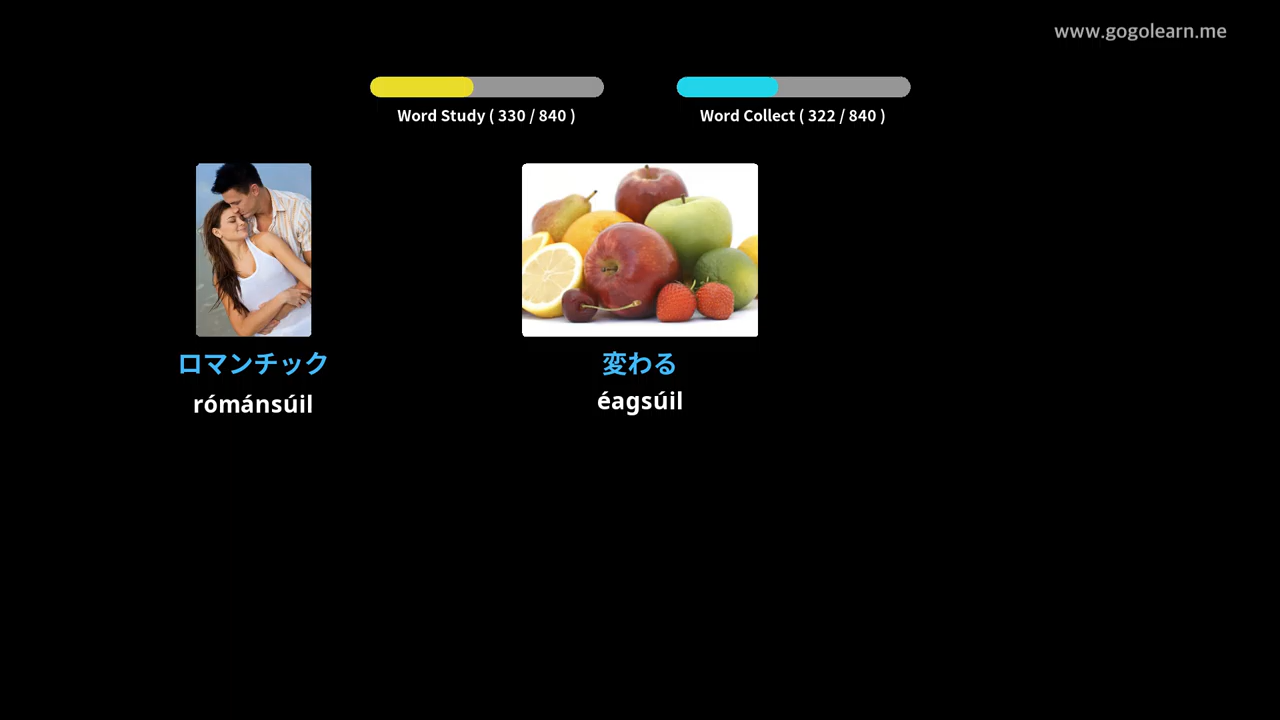 www.gogolearn.me
Word Study ( 330 / 840 )
Word Collect ( 322 / 840 )
ロマンチック
変わる
rómánsúil
éagsúil